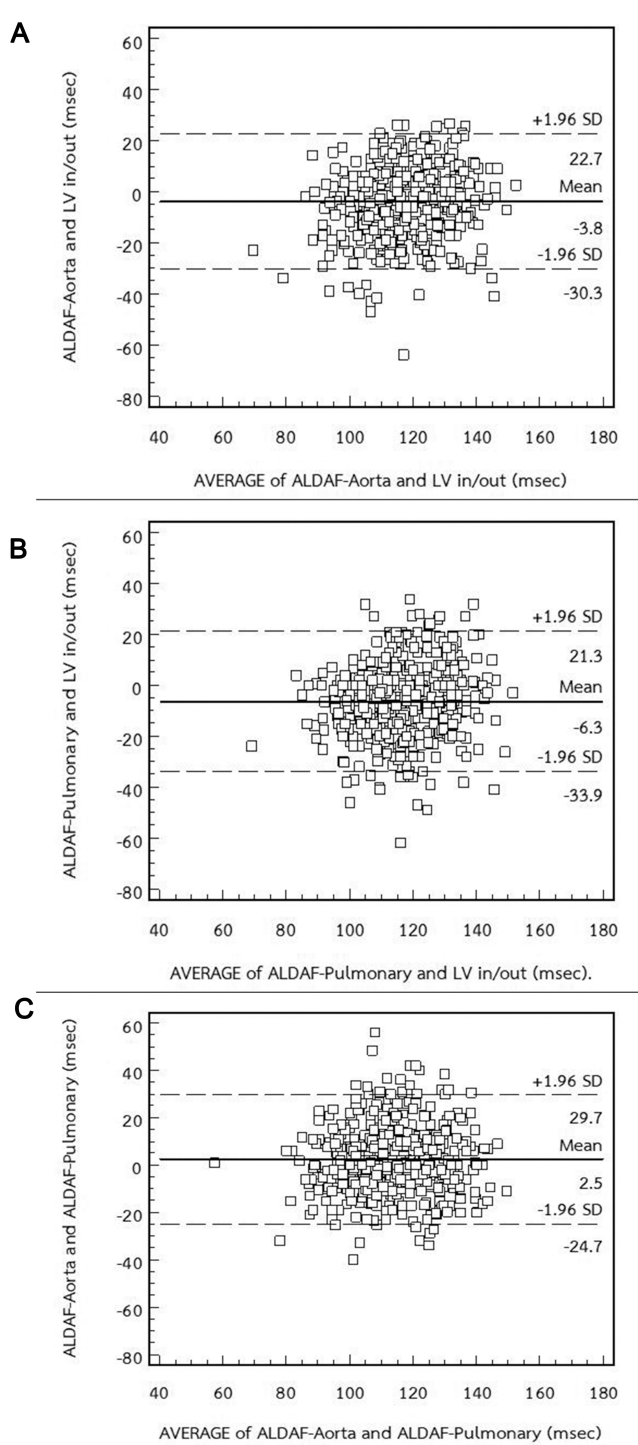 A
ALDAF-Aorta and LV in/out (msec)
60
40
20
0
-20
-40
-60
-80
+1.96 SD
22.7
Mean
-3.8
-1.96 SD
-30.3
40 60 80 100 120 140 160 180
AVERAGE of ALDAF-Aorta and LV in/out (msec)
B
ALDAF-Pulmonary and LV in/out (msec)
60
40
20
0
-20
-40
-60
-80
+1.96 SD
21.3
Mean
-6.3
-1.96 SD
-33.9
40 60 80 100 120 140 160 180
AVERAGE of ALDAF-Pulmonary and LV in/out (msec).
C
ALDAF-Aorta and ALDAF-Pulmonary (msec)
60
40
20
0
-20
-40
-60
-80
+1.96 SD
29.7
Mean
2.5
-1.96 SD
-24.7
40 60 80 100 120 140 160 180
AVERAGE of ALDAF-Aorta and ALDAF-Pulmonary (msec)